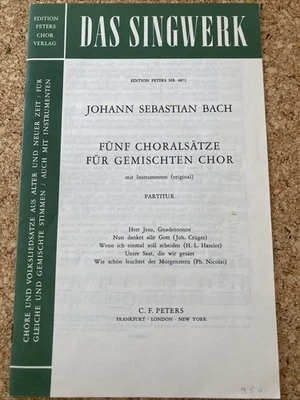 EDITION
PETERS
CHOR
VERLAG
DAS SINGWERK
CHÖRE UND VOLKSLIEDSÄTZE AUS ALTER UND NEUER ZEIT / FÜR
GLEICHE UND GEMISCHTE STIMMEN / AUCH MIT INSTRUMENTEN
EDITION PETERS NR. 4872
JOHANN SEBASTIAN BACH
FÜNF CHORALSÄTZE
FÜR GEMISCHTEN CHOR
mit Instrumenten (original)
PARTITUR
Herr Jesu, Gnadensonne
Nun danket alle Gott (Joh. Crüger)
Wenn ich einmal soll scheiden (H. L. Hassler)
Unsre Saat, die wir gesäet
Wie schön leuchtet der Morgenstern (Ph. Nicolai)
C. F. PETERS
FRANKFURT · LONDON · NEW YORK